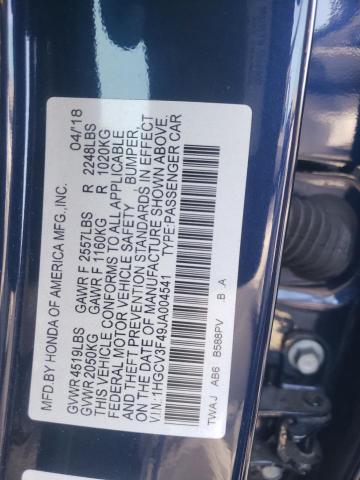 MFD.BY HONDA OF AMERICA MFG.,INC. 04/18
GVWR 4519LBS GAWR F 2557LBS R 2248LBS
GVWR 2050KG GAWR F 1160KG R 1020KG
THIS VEHICLE CONFORMS TO ALL APPLICABLE
FEDERAL MOTOR VEHICLE SAFETY BUMPER,
AND THEFT PREVENTION STANDARDS IN EFFECT
ON THE DATE OF MANUFACTURE SHOWN ABOVE.
V.I.N.:1HGCV3F49JA004541 TYPE:PASSENGER CAR
TWAJ AB6 B588PV B A